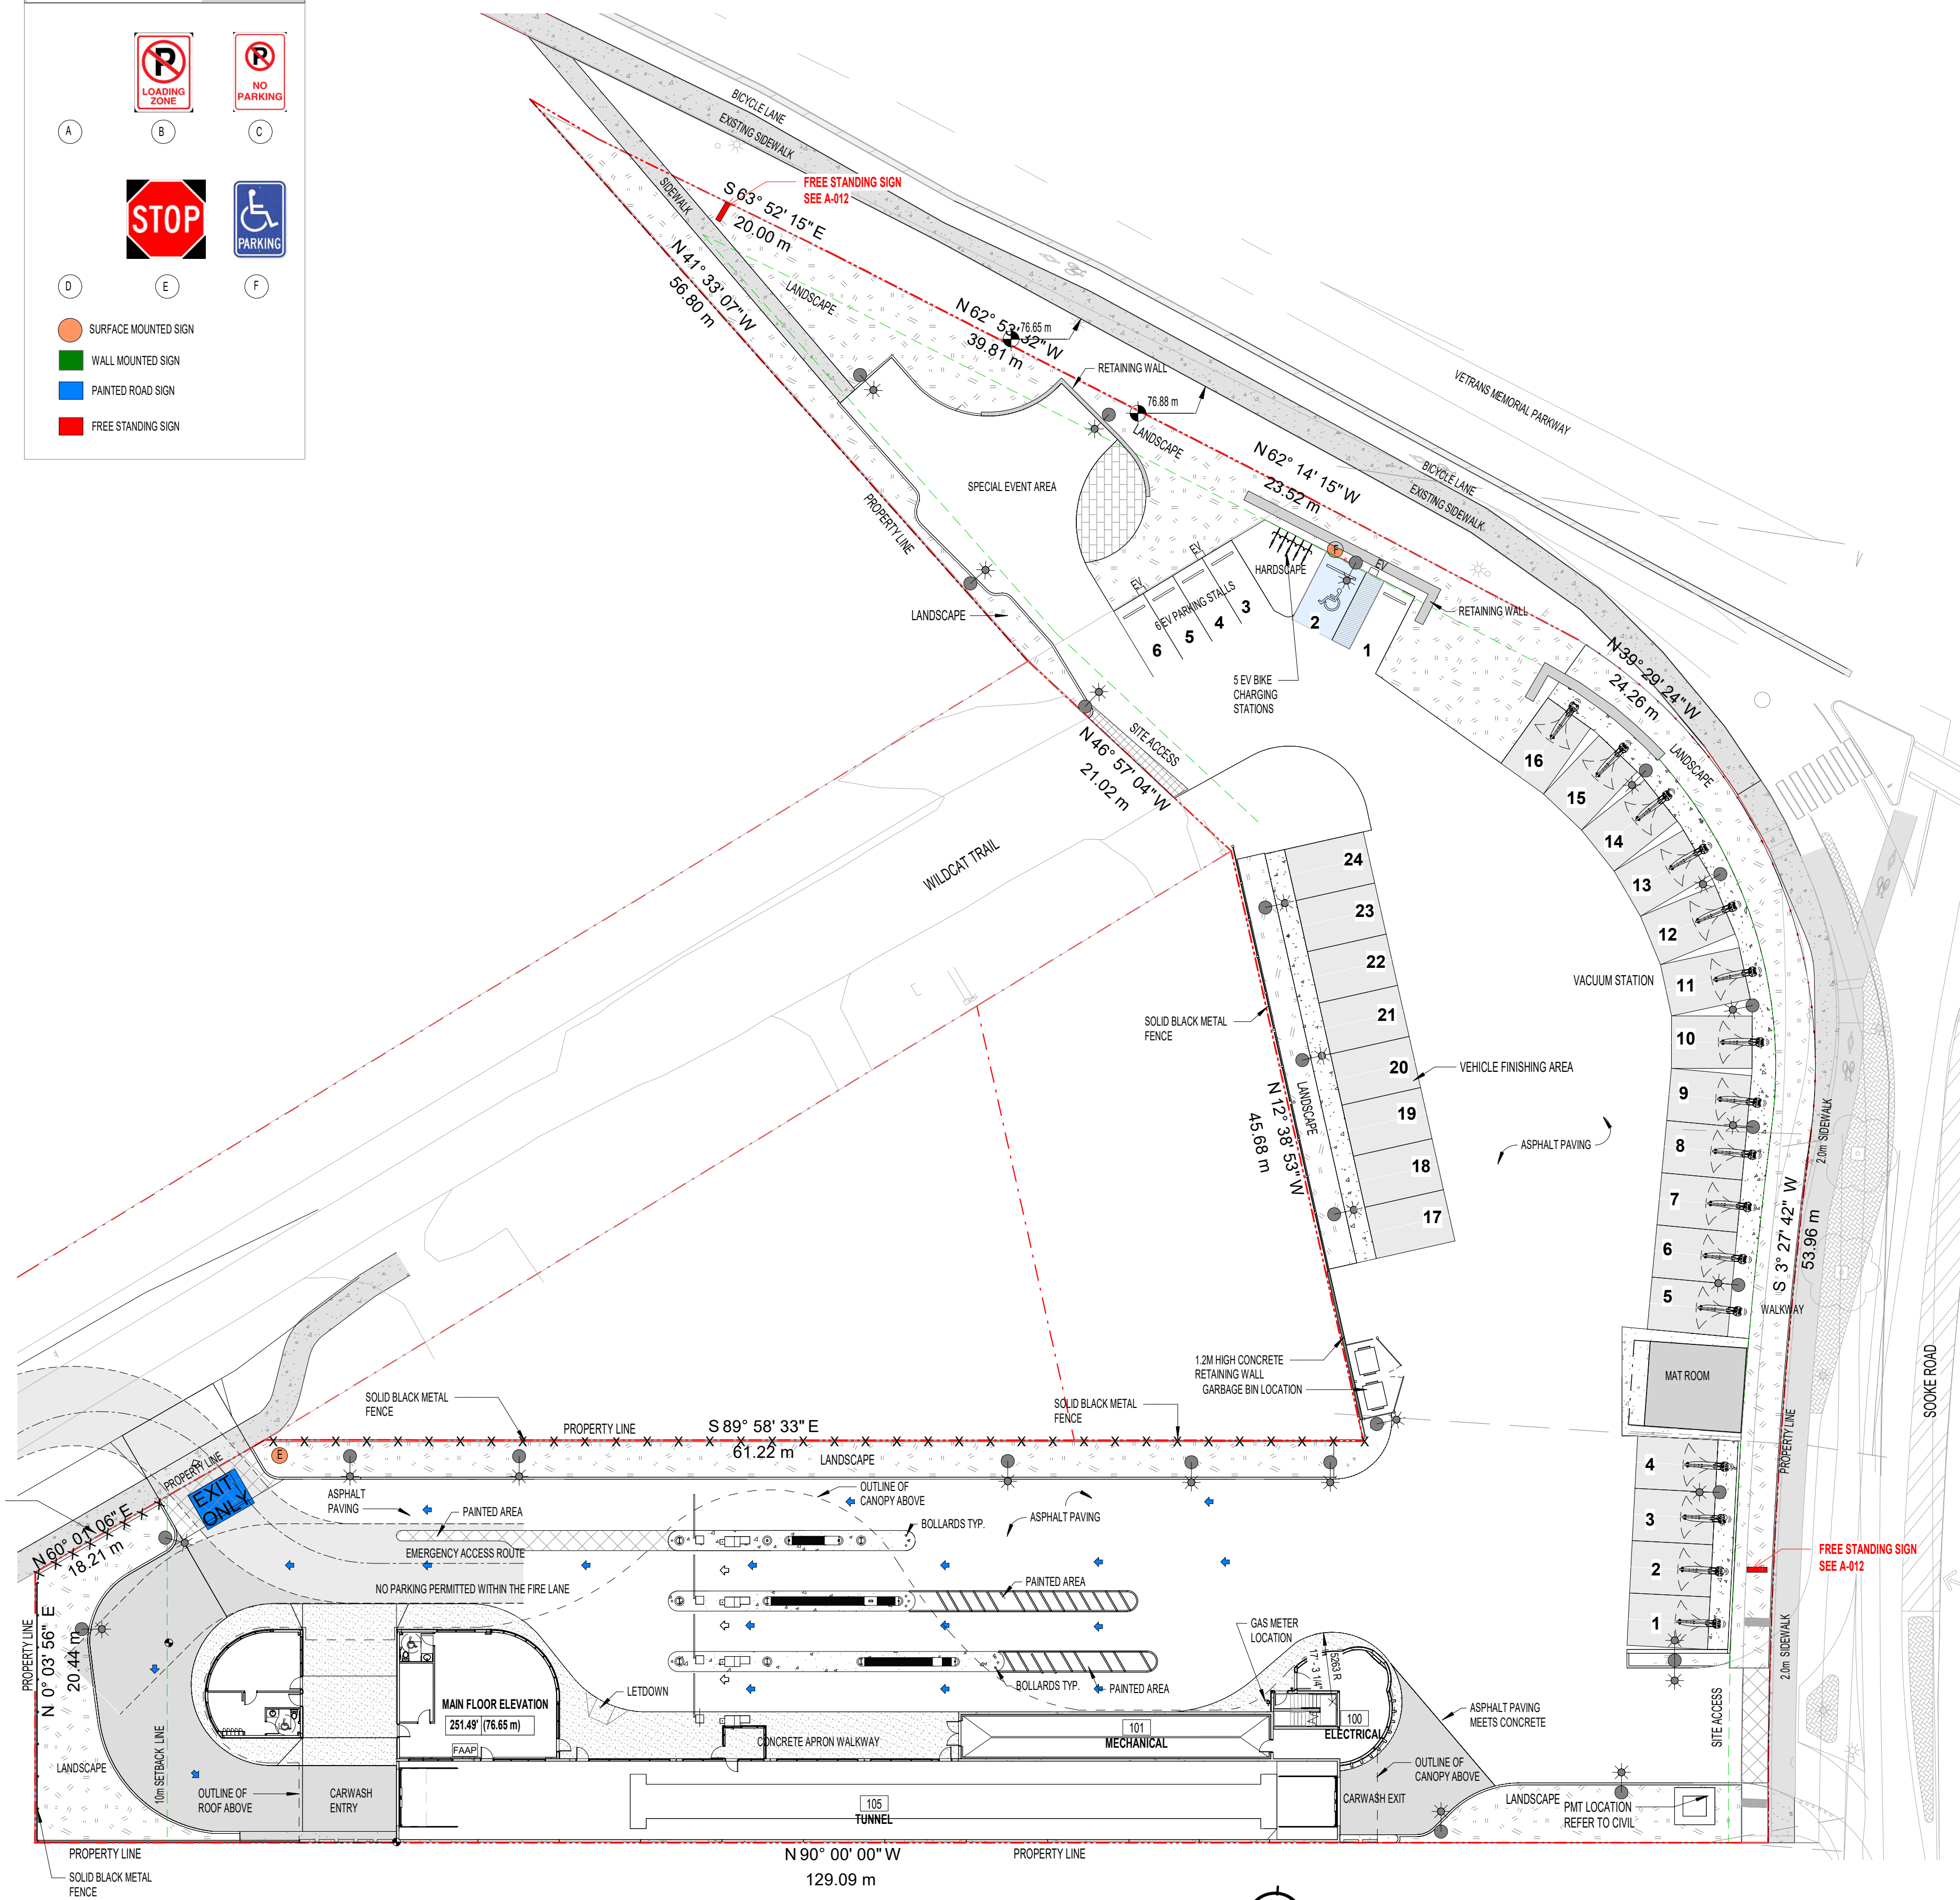 P
LOADING
ZONE
P
NO
PARKING
A
B
C
STOP
PARKING
D
E
F
SURFACE MOUNTED SIGN
WALL MOUNTED SIGN
PAINTED ROAD SIGN
FREE STANDING SIGN
BICYCLE LANE
EXISTING SIDEWALK
SIDEWALK
FREE STANDING SIGN
SEE A-012
S 63° 52' 15" E
20.00 m
N 41° 33' 07" W
56.80 m
LANDSCAPE
N 62° 53' 32" W
39.81 m
76.65 m
RETAINING WALL
76.88 m
LANDSCAPE
VETRANS MEMORIAL PARKWAY
N 62° 14' 15" W
23.52 m
BICYCLE LANE
EXISTING SIDEWALK
SPECIAL EVENT AREA
PROPERTY LINE
HARDSCAPE
F
EV
EV
EV
6 EV PARKING STALLS
3
4
5
6
2
1
RETAINING WALL
LANDSCAPE
5 EV BIKE
CHARGING
STATIONS
N 39° 29' 24" W
24.26 m
LANDSCAPE
SITE ACCESS
N 46° 57' 04" W
21.02 m
WILDCAT TRAIL
16
15
14
13
12
11
10
9
8
7
6
5
VACUUM STATION
24
23
22
21
20
19
18
17
SOLID BLACK METAL
FENCE
VEHICLE FINISHING AREA
LANDSCAPE
N 12° 38' 53" W
45.68 m
ASPHALT PAVING
2.0m SIDEWALK
S 3° 27' 42" W
53.96 m
WALKWAY
SOOKE ROAD
MAT ROOM
1.2M HIGH CONCRETE
RETAINING WALL
GARBAGE BIN LOCATION
PROPERTY LINE
4
3
2
1
FREE STANDING SIGN
SEE A-012
2.0m SIDEWALK
SITE ACCESS
SOLID BLACK METAL
FENCE
PROPERTY LINE
S 89° 58' 33" E
61.22 m
SOLID BLACK METAL
FENCE
LANDSCAPE
E
PROPERTY LINE
EXIT
ONLY
N 60° 01' 06" E
18.21 m
ASPHALT
PAVING
PAINTED AREA
OUTLINE OF
CANOPY ABOVE
BOLLARDS TYP.
ASPHALT PAVING
EMERGENCY ACCESS ROUTE
NO PARKING PERMITTED WITHIN THE FIRE LANE
PAINTED AREA
PROPERTY LINE
N 0° 03' 56" E
20.44 m
GAS METER
LOCATION
5263 R
17' - 3 1/4"
BOLLARDS TYP.
PAINTED AREA
LETDOWN
MAIN FLOOR ELEVATION
251.49' (76.65 m)
FAAP
CONCRETE APRON WALKWAY
101
MECHANICAL
100
ELECTRICAL
ASPHALT PAVING
MEETS CONCRETE
OUTLINE OF
CANOPY ABOVE
LANDSCAPE
10m SETBACK LINE
OUTLINE OF
ROOF ABOVE
CARWASH
ENTRY
105
TUNNEL
CARWASH EXIT
LANDSCAPE
PMT LOCATION
REFER TO CIVIL
PROPERTY LINE
N 90° 00' 00" W
129.09 m
PROPERTY LINE
SOLID BLACK METAL
FENCE